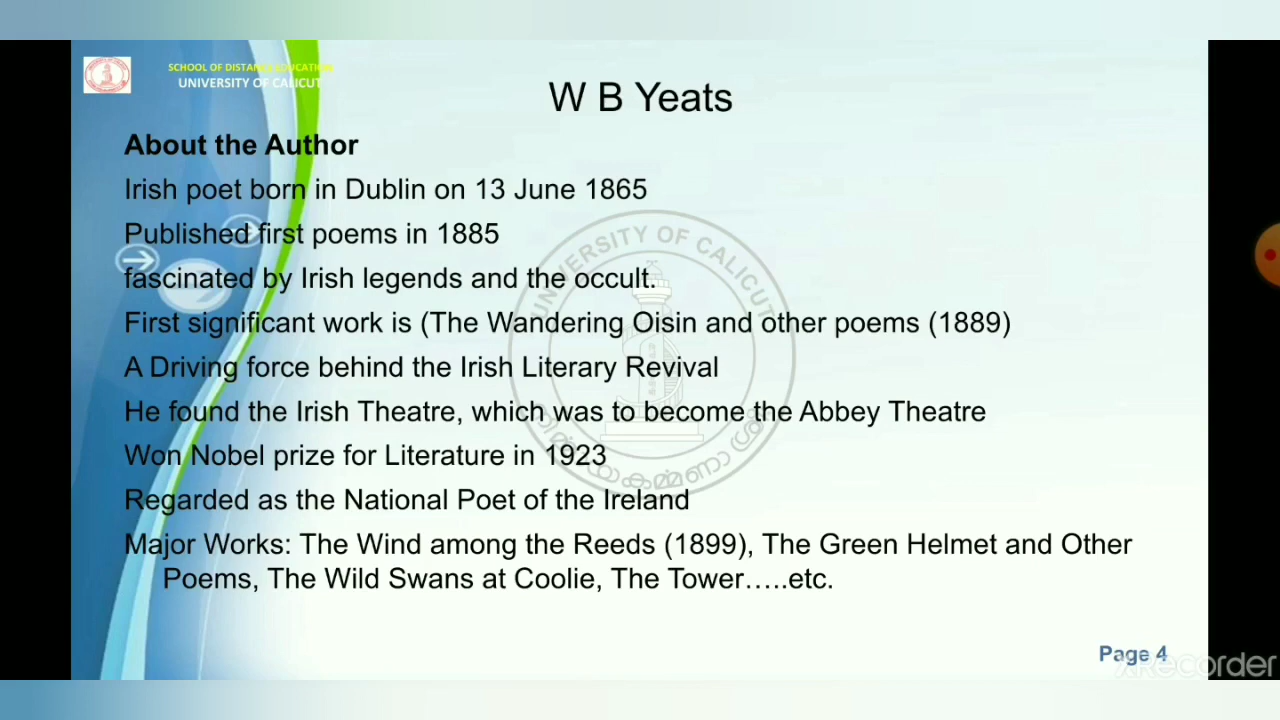 SCHOOL OF DISTANCE EDUCATION
UNIVERSITY OF CALICUT
W B Yeats
About the Author
Irish poet born in Dublin on 13 June 1865
Published first poems in 1885
fascinated by Irish legends and the occult.
First significant work is (The Wandering Oisin and other poems (1889)
A Driving force behind the Irish Literary Revival
He found the Irish Theatre, which was to become the Abbey Theatre
Won Nobel prize for Literature in 1923
Regarded as the National Poet of the Ireland
Major Works: The Wind among the Reeds (1899), The Green Helmet and Other
Poems, The Wild Swans at Coolie, The Tower…..etc.
UNIVERSITY OF CALICUT
Page 4
XRecorder